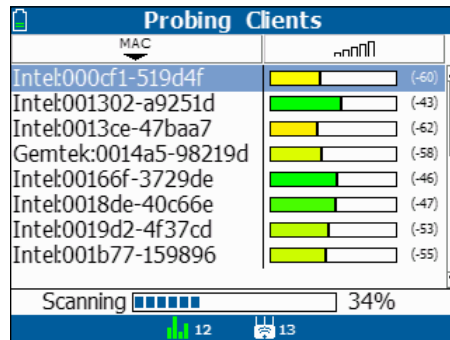 Probing Clients
MAC
Intel:000cf1-519d4f (-60)
Intel:001302-a9251d (-43)
Intel:0013ce-47baa7 (-62)
Gemtek:0014a5-98219d (-58)
Intel:00166f-3729de (-46)
Intel:0018de-40c66e (-47)
Intel:0019d2-4f37cd (-53)
Intel:001b77-159896 (-55)
Scanning 34%
12 13